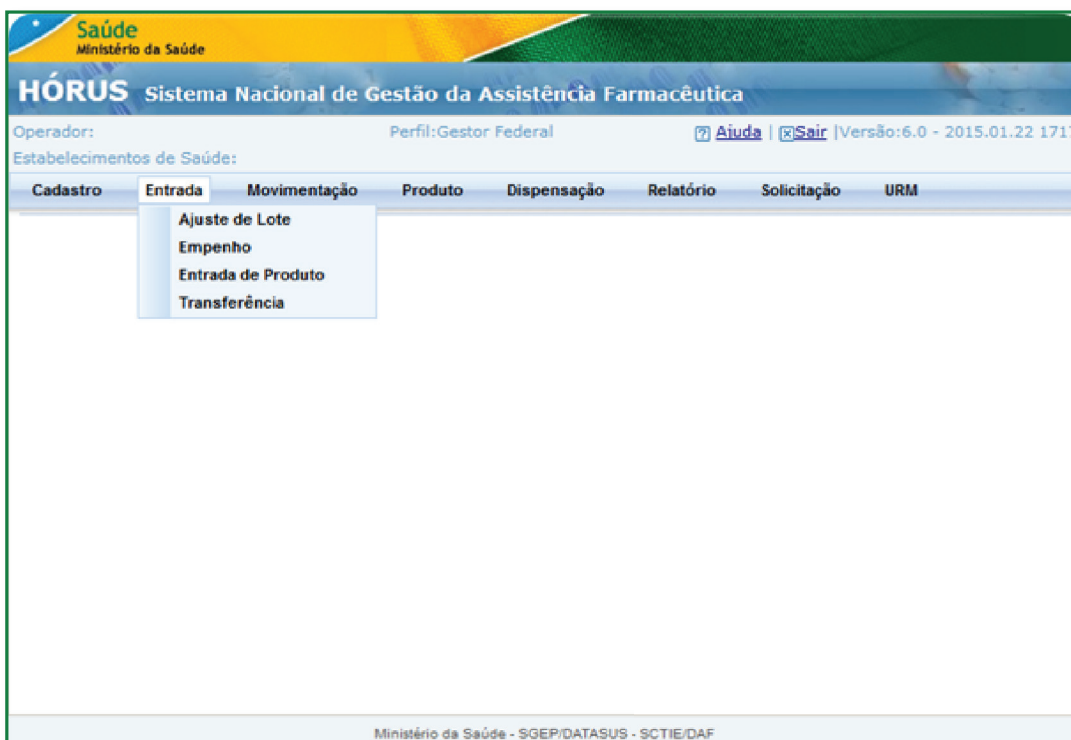 Saúde
Ministério da Saúde
HÓRUS Sistema Nacional de Gestão da Assistência Farmacêutica
Operador: Perfil:Gestor Federal Ajuda | Sair |Versão:6.0 - 2015.01.22 1717
Estabelecimentos de Saúde:
Cadastro Entrada Movimentação Produto Dispensação Relatório Solicitação URM
Ajuste de Lote
Empenho
Entrada de Produto
Transferência
Ministério da Saúde - SGEP/DATASUS - SCTIE/DAF